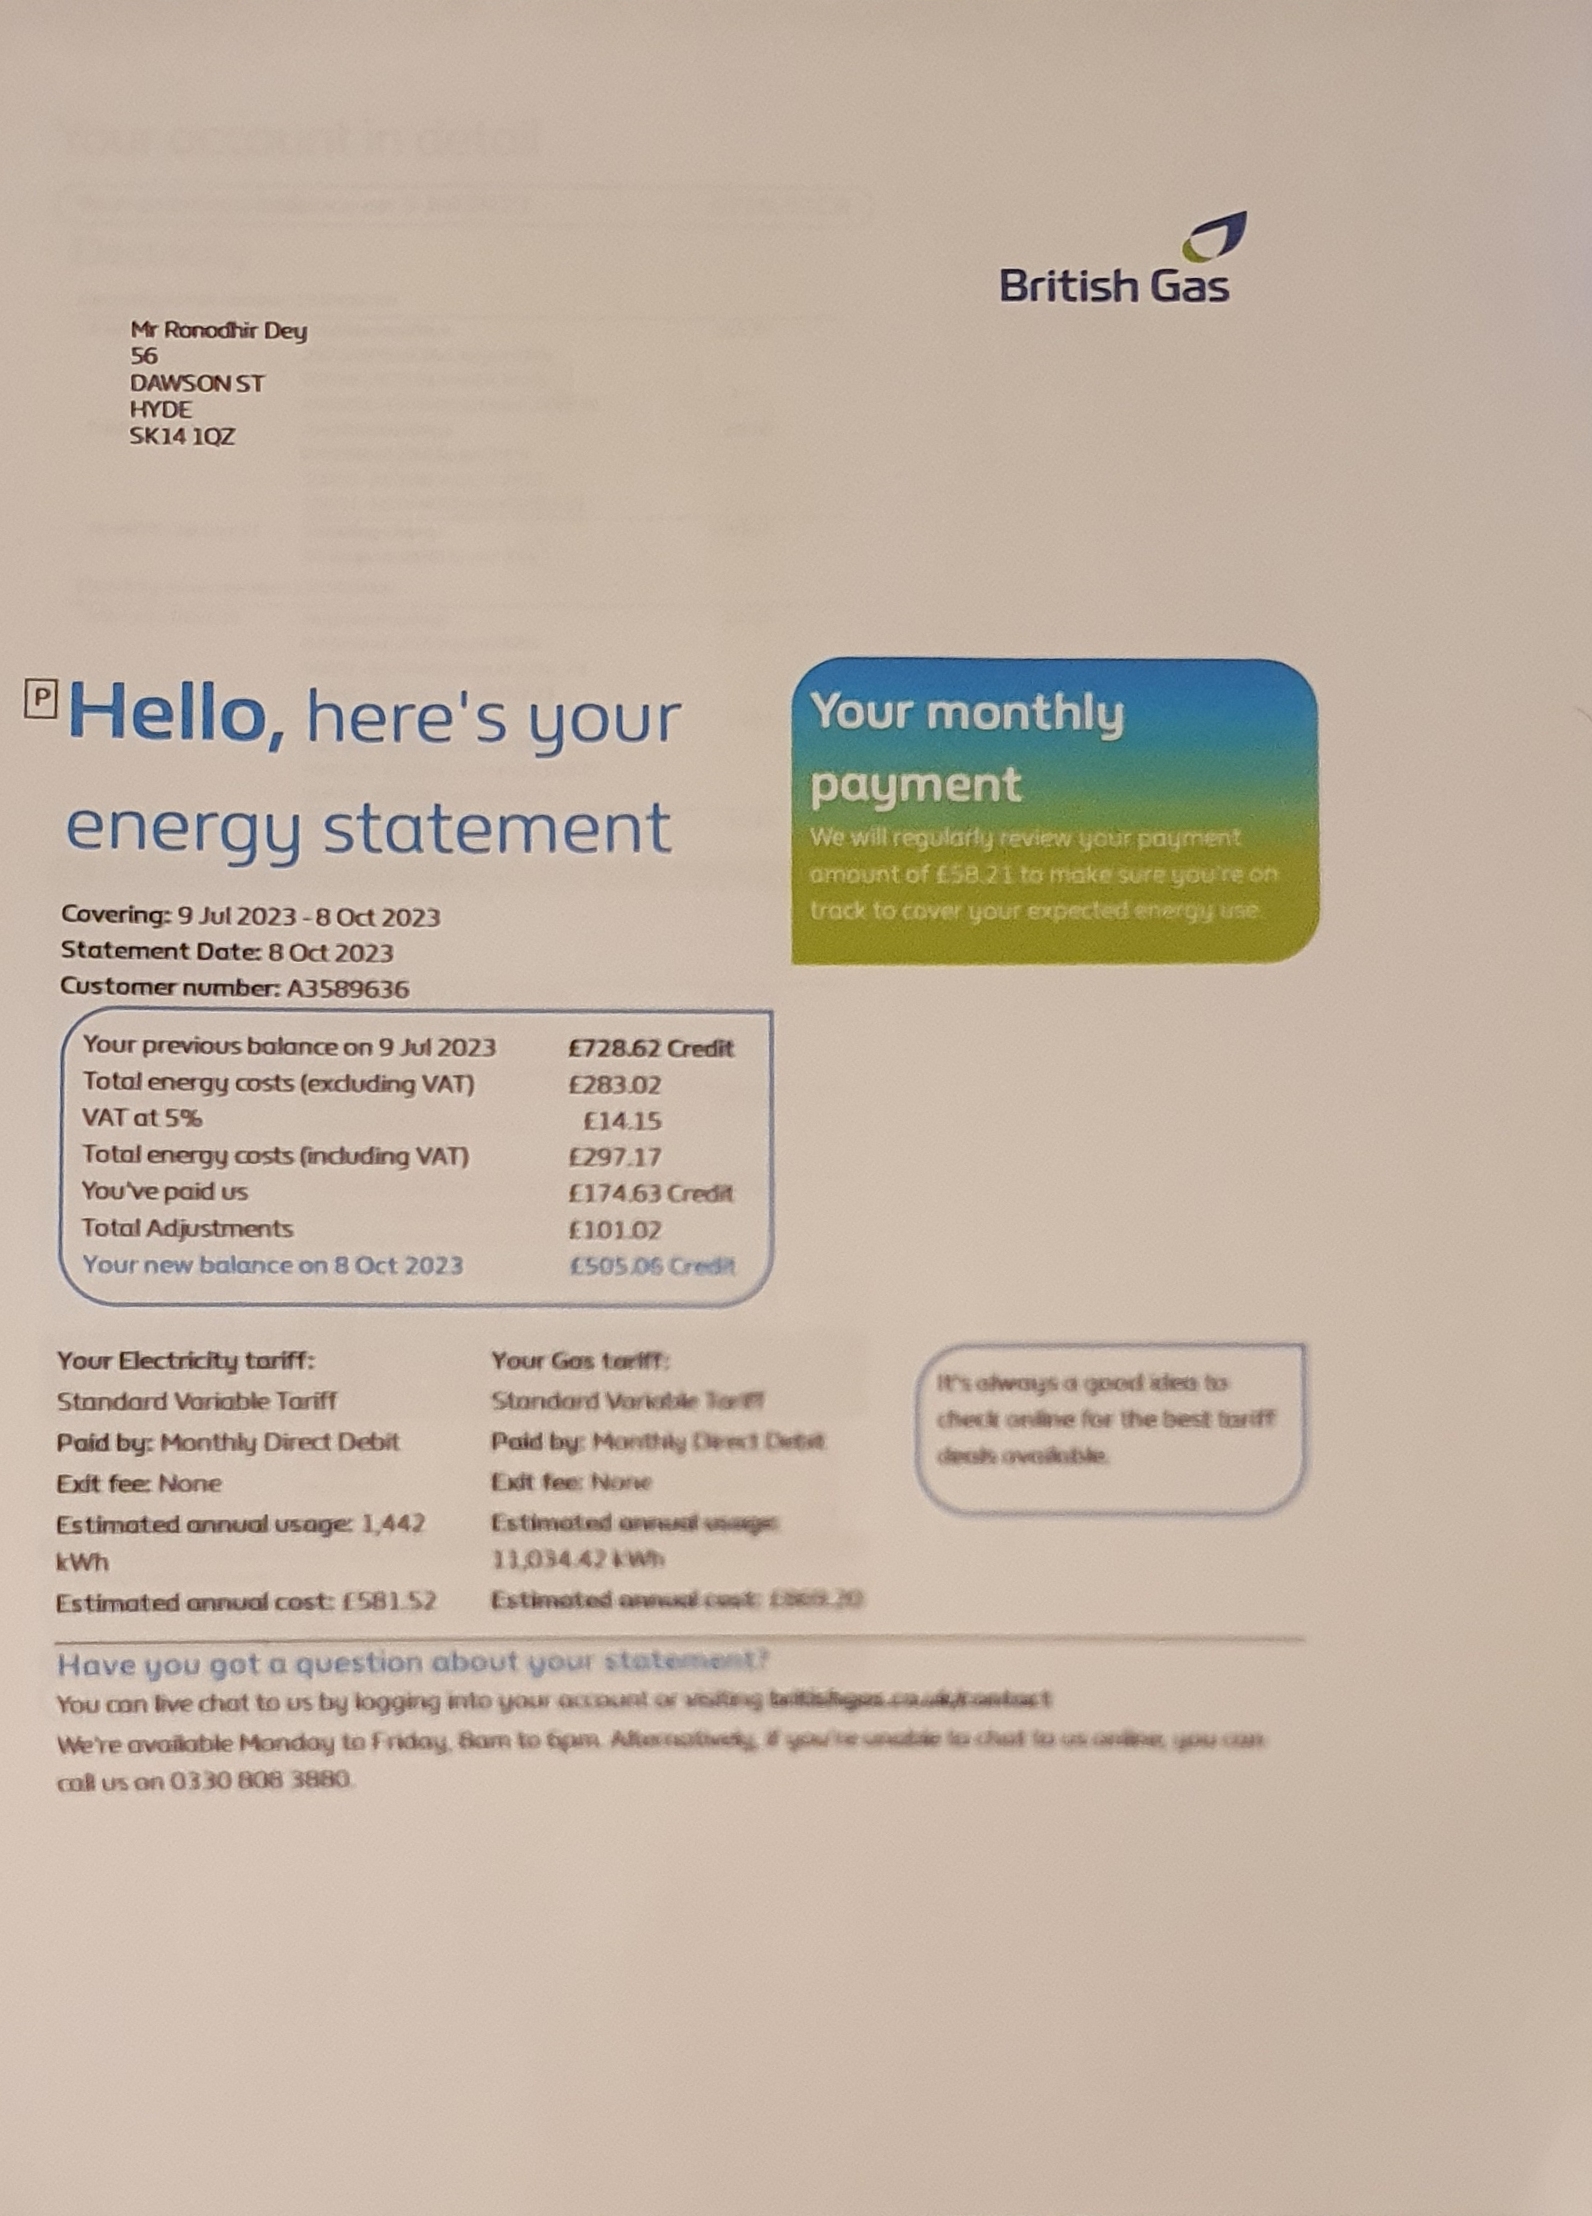 British Gas
Mr Ranodhir Dey
56
DAWSON ST
HYDE
SK14 1QZ
P
Hello, here's your
energy statement
Your monthly
payment
We will regularly review your payment
amount of £58.21 to make sure you're on
track to cover your expected energy use.
Covering: 9 Jul 2023 - 8 Oct 2023
Statement Date: 8 Oct 2023
Customer number: A3589636
Your previous balance on 9 Jul 2023 £728.62 Credit
Total energy costs (excluding VAT) £283.02
VAT at 5% £14.15
Total energy costs (including VAT) £297.17
You've paid us £174.63 Credit
Total Adjustments £101.02
Your new balance on 8 Oct 2023 £505.06 Credit
Your Electricity tariff:
Standard Variable Tariff
Paid by: Monthly Direct Debit
Exit fee: None
Estimated annual usage: 1,442
kWh
Estimated annual cost: £581.52
Your Gas tariff:
Standard Variable Tariff
Paid by: Monthly Direct Debit
Exit fee: None
Estimated annual usage:
11,034.42 kWh
Estimated annual cost:
It's always a good idea to
check online for the best tariff
deals available.
Have you got a question about your statement?
You can live chat to us by logging into your account or visiting britishgas.co.uk/contact
We're available Monday to Friday, 8am to 6pm. Alternatively, if you're unable to chat to us online, you can
call us on 0330 808 3880.